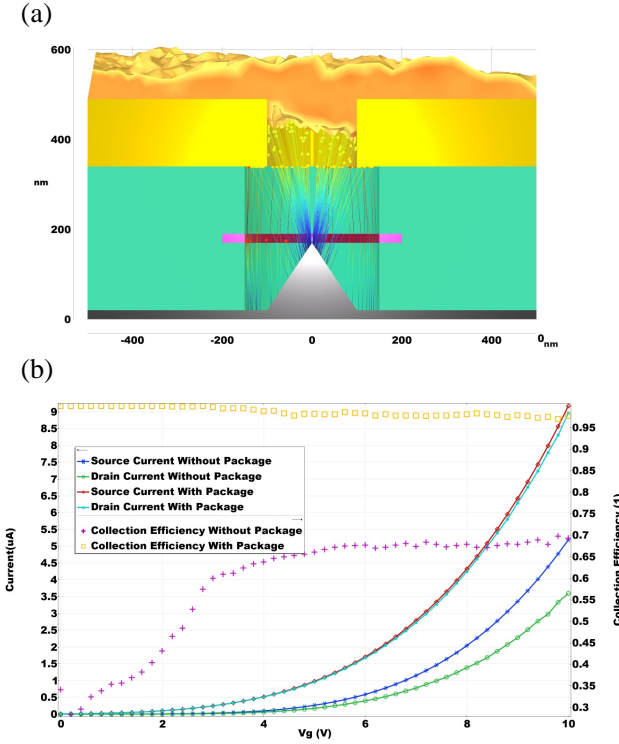 (a)
600
400
nm
200
0
-400 -200 0 200 400 0 nm
(b)
9
8.5
8
7.5
7
6.5
6
5.5
5
4.5
4
3.5
3
2.5
2
1.5
1
0.5
0
Current(uA)
Source Current Without Package
Drain Current Without Package
Source Current With Package
Drain Current With Package
Collection Efficiency Without Package
Collection Efficiency With Package
0.95
0.9
0.85
0.8
0.75
0.7
0.65
0.6
0.55
0.5
0.45
0.4
0.35
0.3
Collection Efficiency (1)
0 2 4 6 8 10
Vg (V)